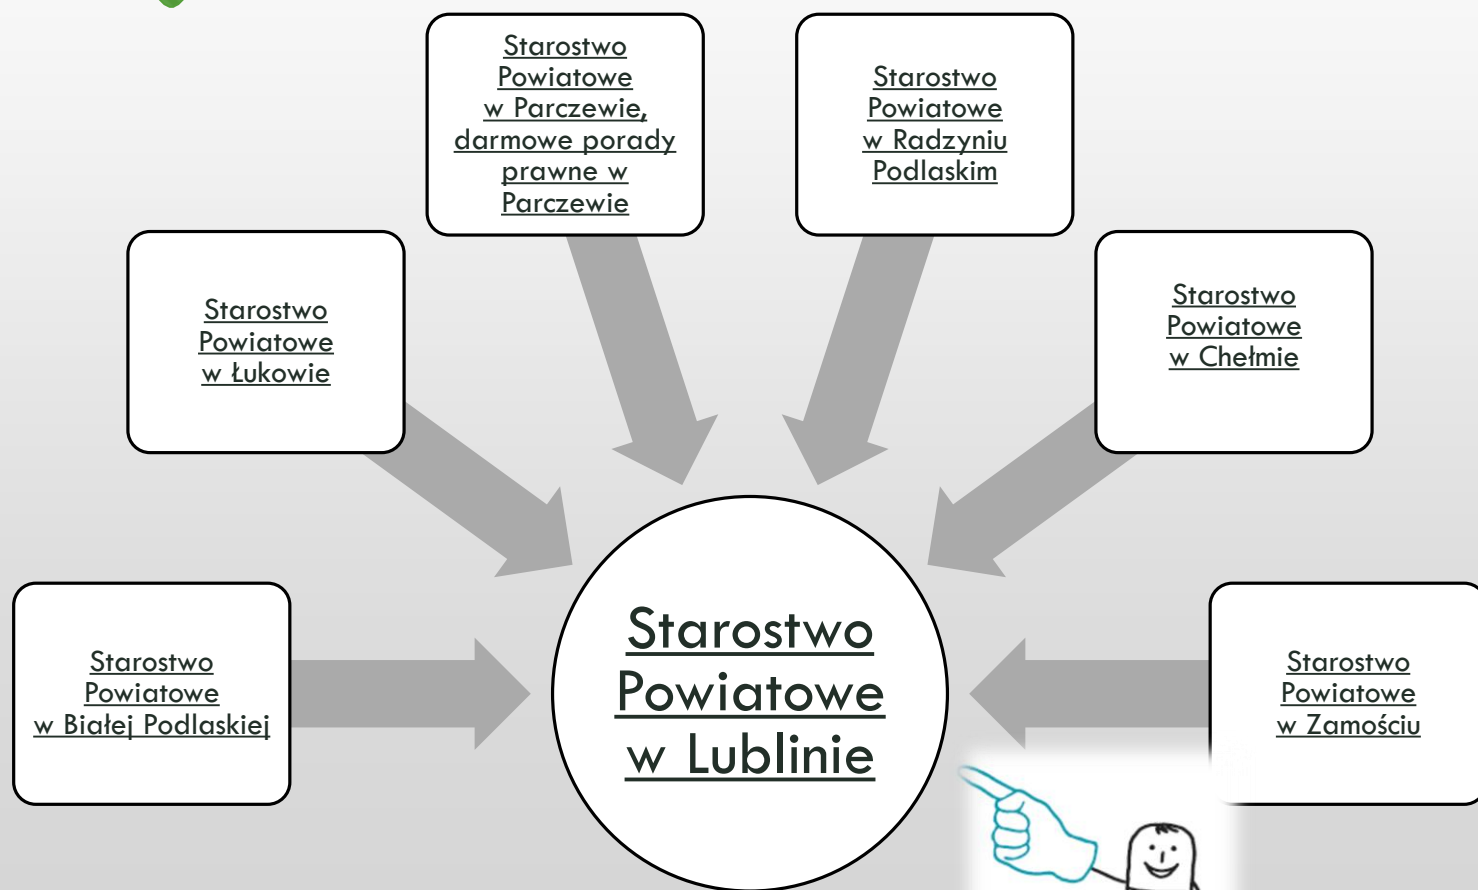 Starostwo
Powiatowe
w Parczewie,
darmowe porady
prawne w
Parczewie
Starostwo
Powiatowe
w Radzyniu
Podlaskim
Starostwo
Powiatowe
w Łukowie
Starostwo
Powiatowe
w Chełmie
Starostwo
Powiatowe
w Białej Podlaskiej
Starostwo
Powiatowe
w Lublinie
Starostwo
Powiatowe
w Zamościu